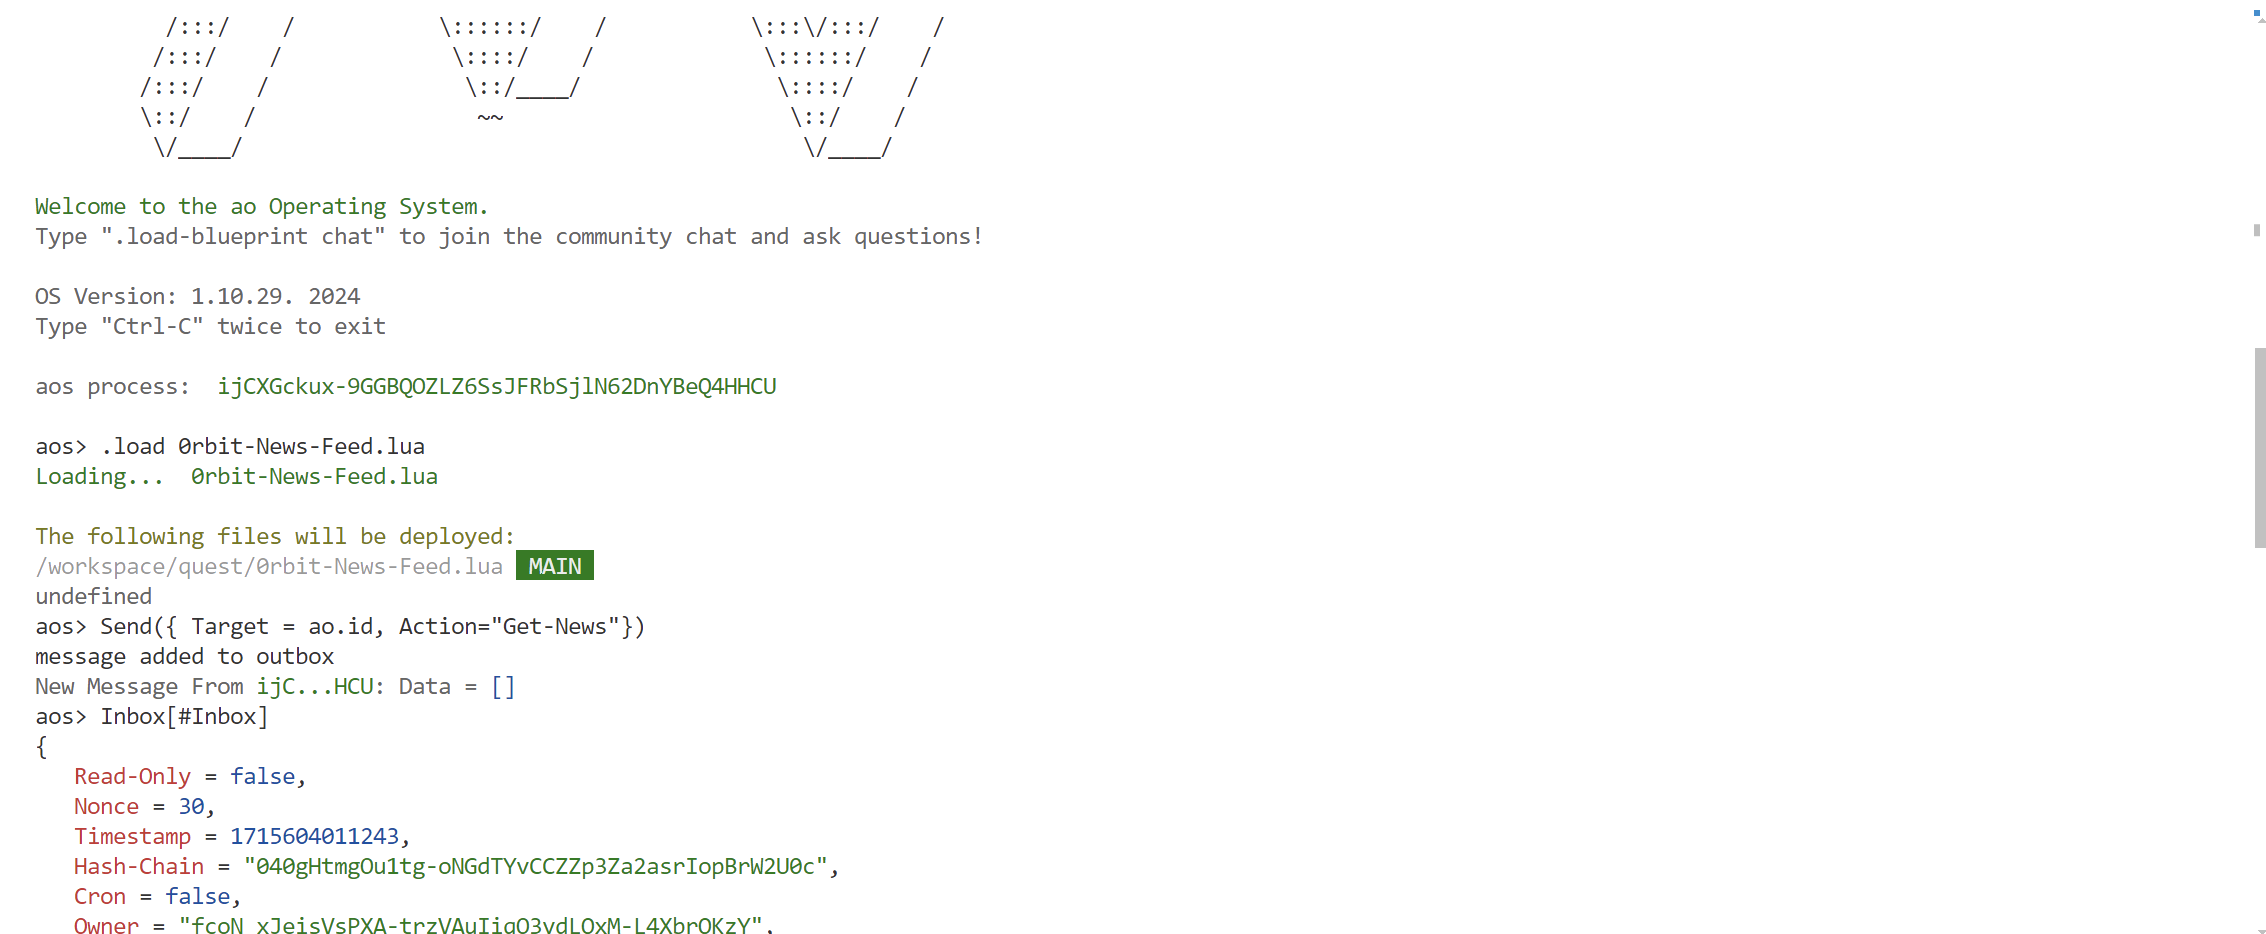 /:::/    /           \::::::/    /           \:::\/:::/    /
         /:::/    /             \::::/    /             \::::::/    /
        /:::/    /               \::/____/               \::::/    /
        \::/    /                 ~~                      \::/    /
         \/____/                                           \/____/
Welcome to the ao Operating System.
Type ".load-blueprint chat" to join the community chat and ask questions!
OS Version: 1.10.29. 2024
Type "Ctrl-C" twice to exit
aos process:  ijCXGckux-9GGBQOZLZ6SsJFRbSjlN62DnYBeQ4HHCU
aos> .load 0rbit-News-Feed.lua
Loading...  0rbit-News-Feed.lua
The following files will be deployed:
/workspace/quest/0rbit-News-Feed.lua MAIN
undefined
aos> Send({ Target = ao.id, Action="Get-News"})
message added to outbox
New Message From ijC...HCU: Data = []
aos> Inbox[#Inbox]
{
   Read-Only = false,
   Nonce = 30,
   Timestamp = 1715604011243,
   Hash-Chain = "040gHtmgOu1tg-oNGdTYvCCZZp3Za2asrIopBrW2U0c",
   Cron = false,
   Owner =